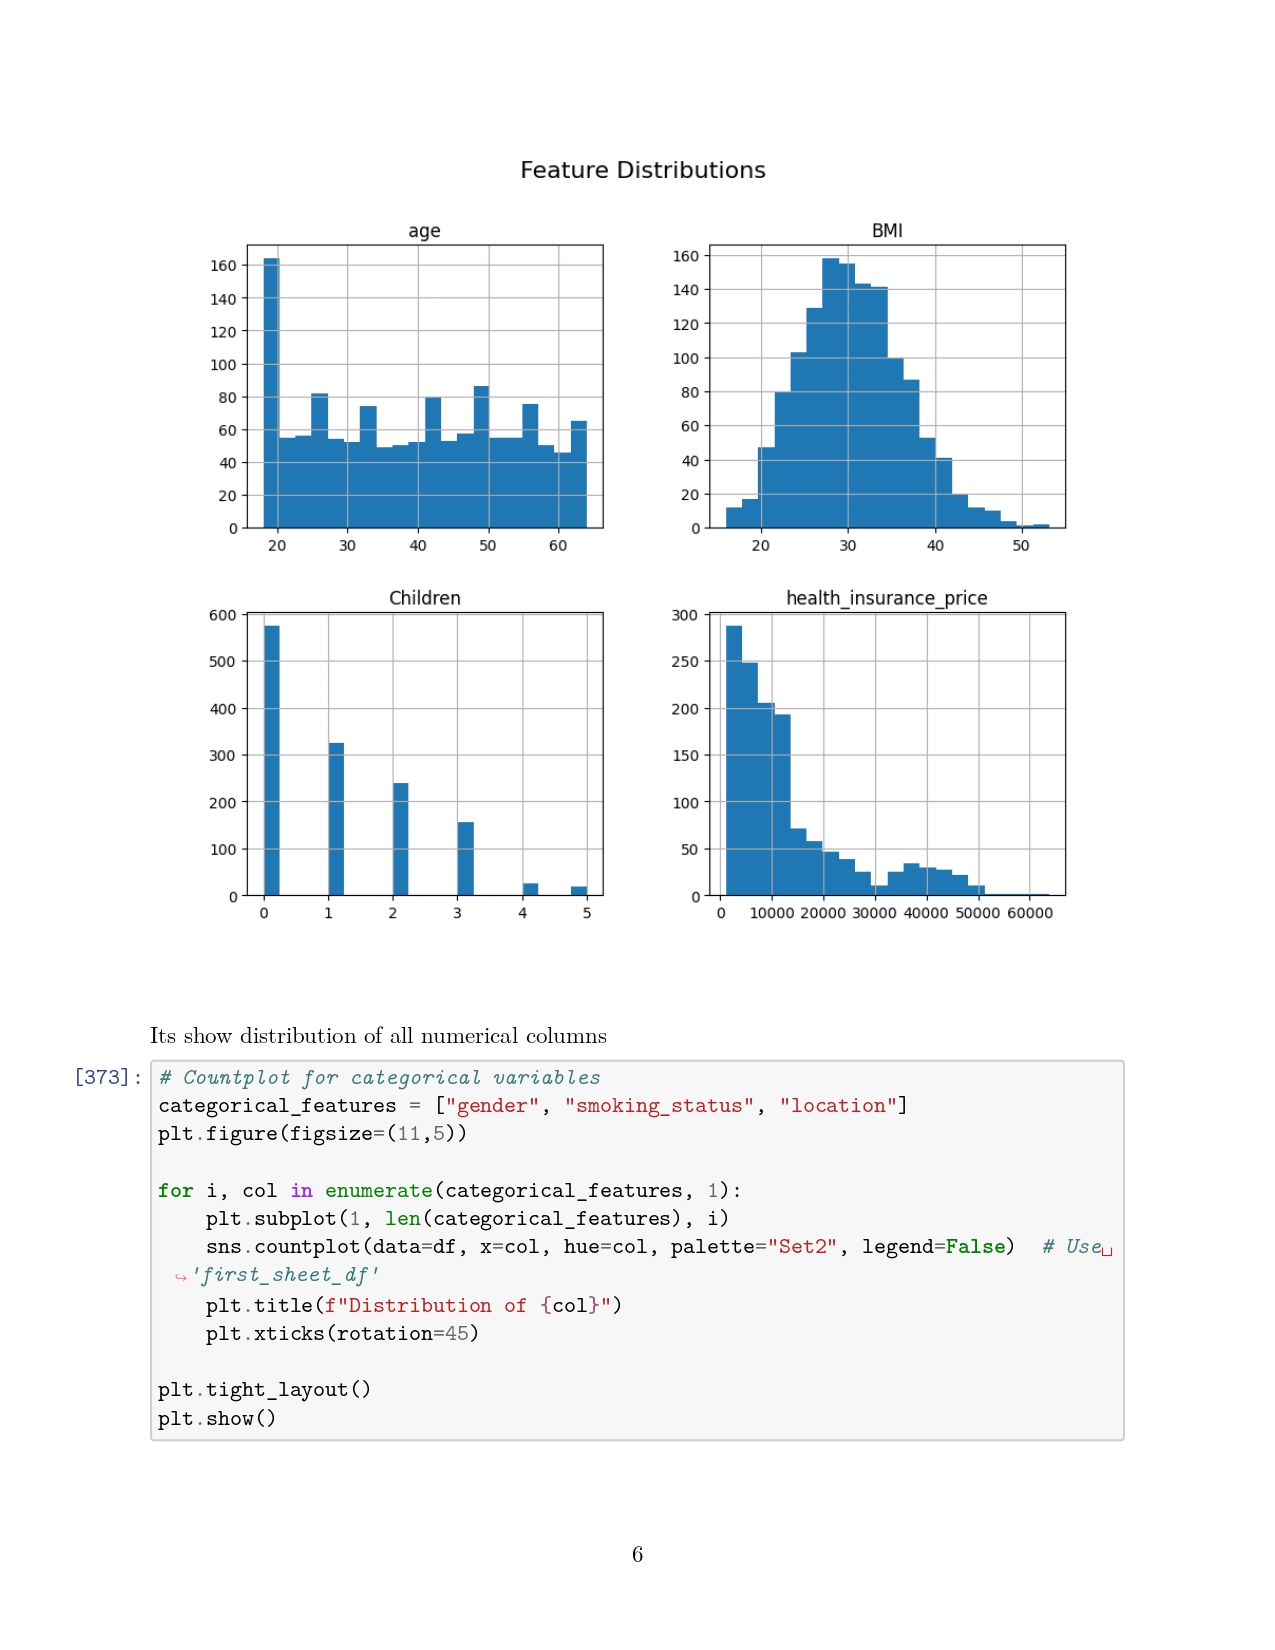 Feature Distributions
age
160
140
120
100
80
60
40
20
0
20 30 40 50 60
BMI
160
140
120
100
80
60
40
20
0
20 30 40 50
Children
600
500
400
300
200
100
0
0 1 2 3 4 5
health_insurance_price
300
250
200
150
100
50
0
0 10000 20000 30000 40000 50000 60000
Its show distribution of all numerical columns
[373]: # Countplot for categorical variables
categorical_features = ["gender", "smoking_status", "location"]
plt.figure(figsize=(11,5))
for i, col in enumerate(categorical_features, 1):
    plt.subplot(1, len(categorical_features), i)
    sns.countplot(data=df, x=col, hue=col, palette="Set2", legend=False)  # Use␣
↪'first_sheet_df'
    plt.title(f"Distribution of {col}")
    plt.xticks(rotation=45)
plt.tight_layout()
plt.show()
6